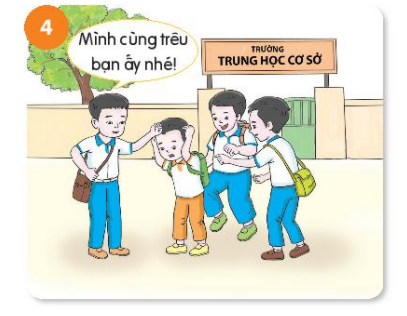 4
Mình cùng trêu
bạn ấy nhé!
TRƯỜNG
TRUNG HỌC CƠ SỞ